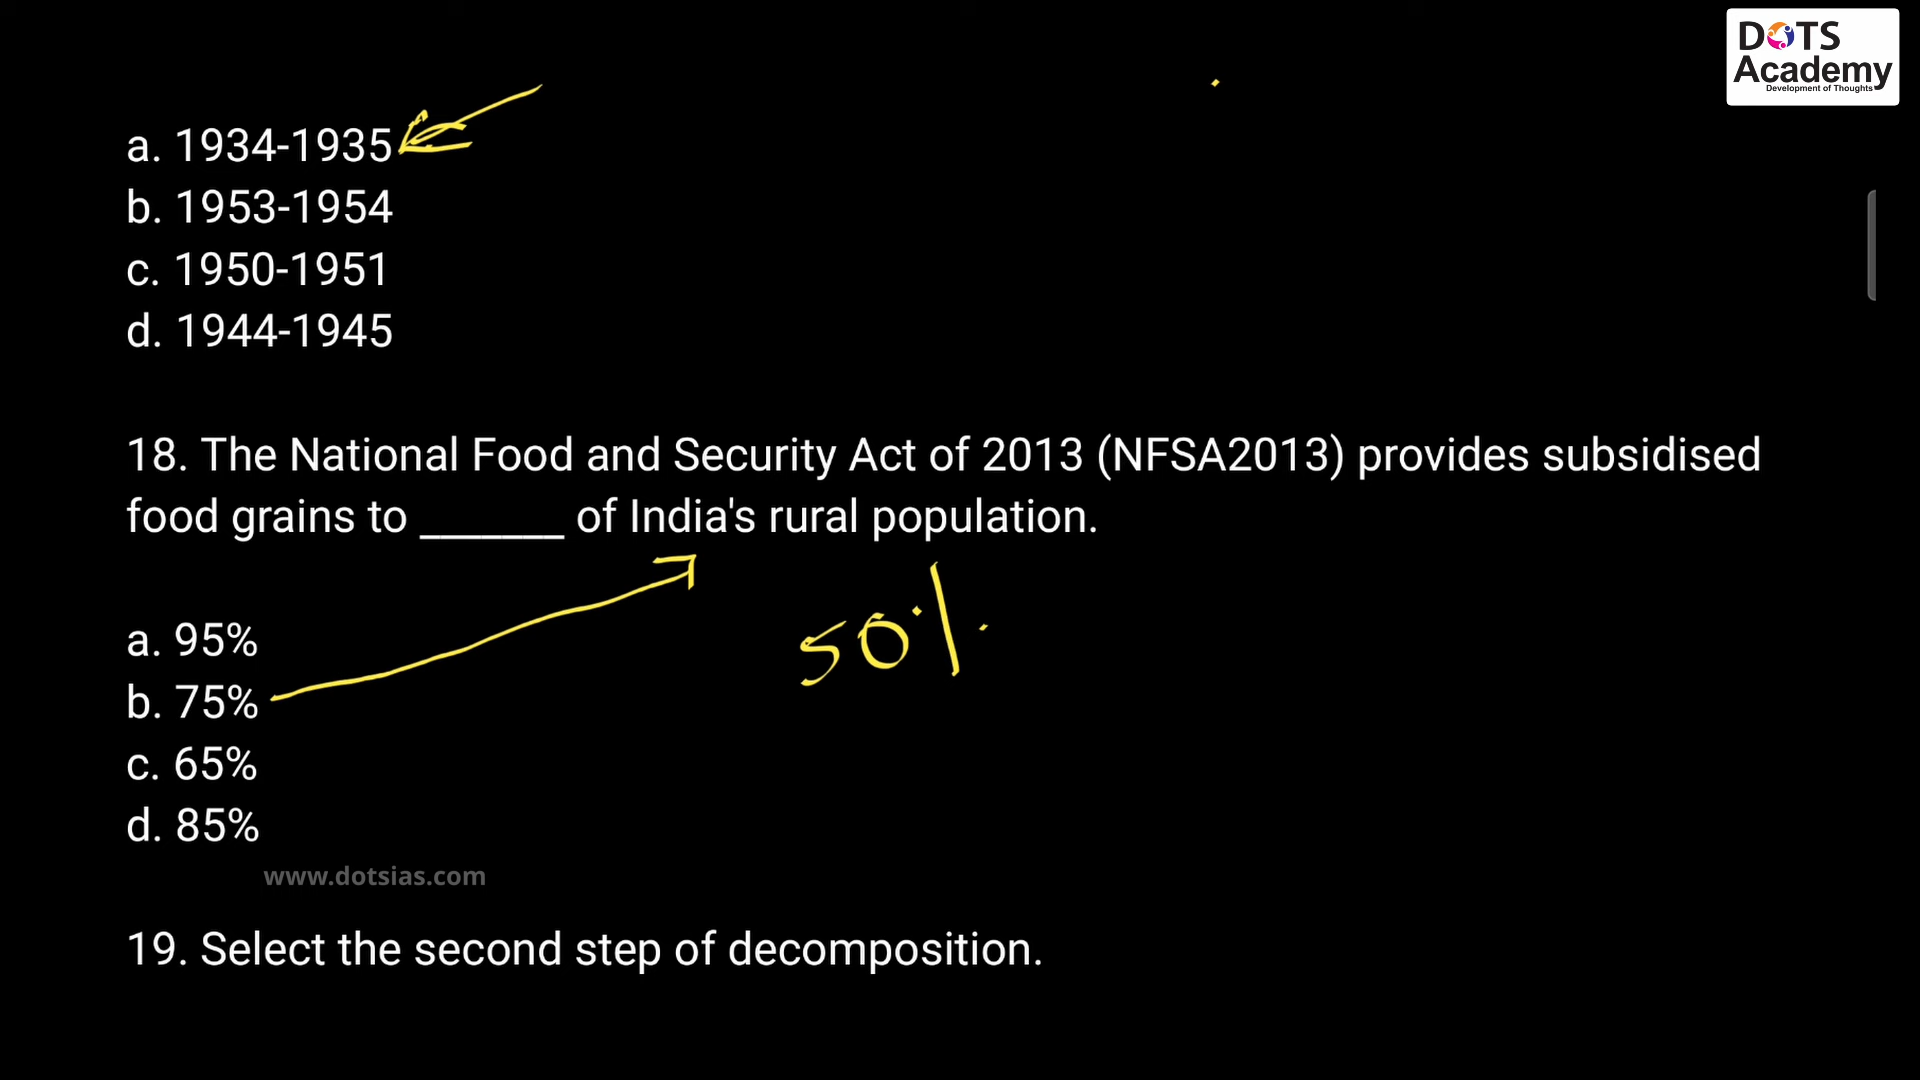 DOTS
Academy
Development of Thoughts
a. 1934-1935
b. 1953-1954
c. 1950-1951
d. 1944-1945
18. The National Food and Security Act of 2013 (NFSA2013) provides subsidised
food grains to _______ of India's rural population.
50%
a. 95%
b. 75%
c. 65%
d. 85%
www.dotsias.com
19. Select the second step of decomposition.